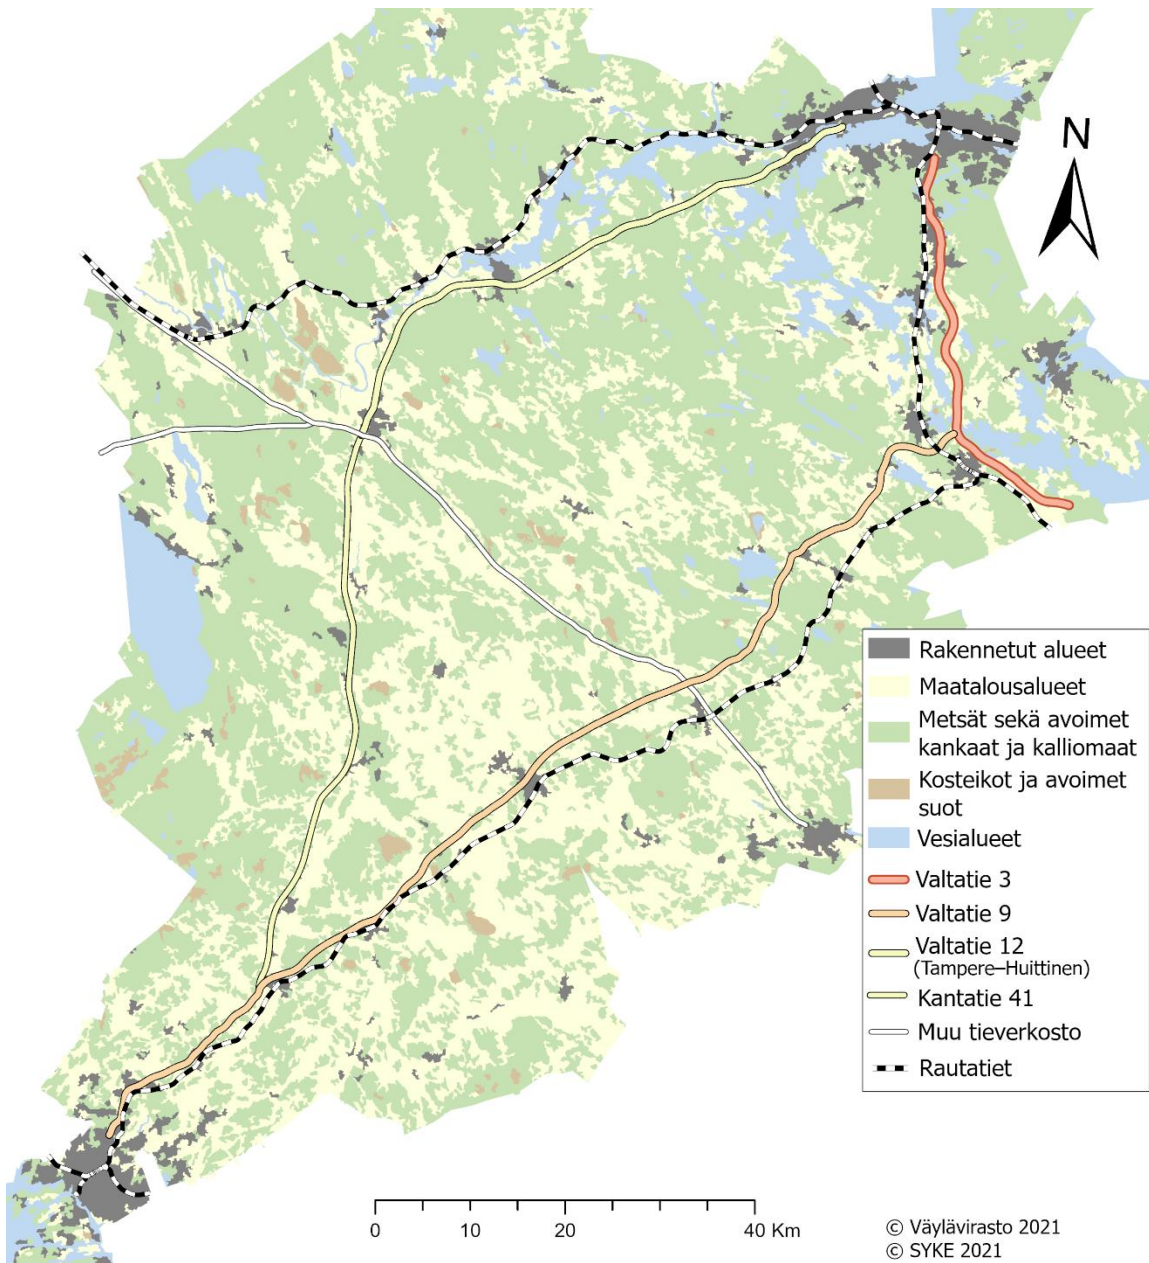 N
Rakennetut alueet
Maatalousalueet
Metsät sekä avoimet
kankaat ja kalliomaat
Kosteikot ja avoimet
suot
Vesialueet
Valtatie 3
Valtatie 9
Valtatie 12
(Tampere–Huittinen)
Kantatie 41
Muu tieverkosto
Rautatiet
0 10 20 40 Km
© Väylävirasto 2021
© SYKE 2021